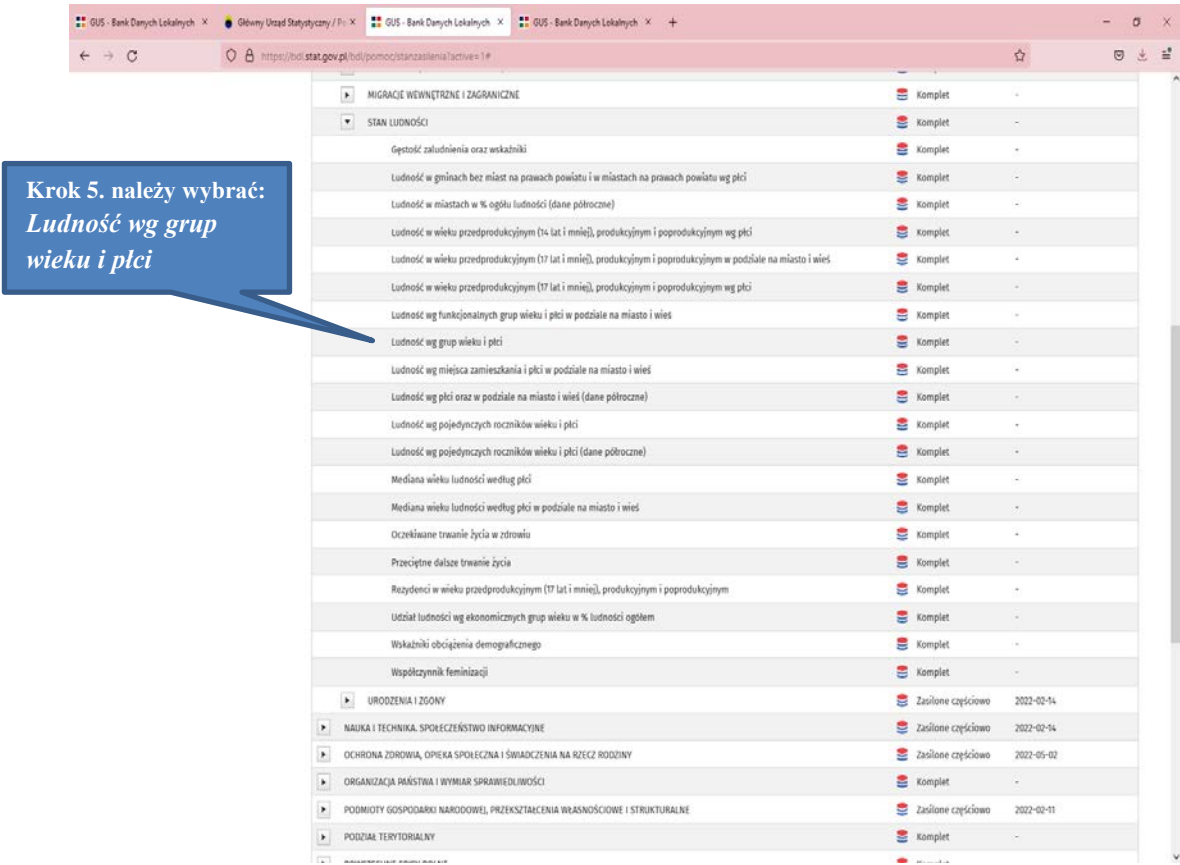 GUS - Bank Danych Lokalnych × Główny Urząd Statystyczny / Po × GUS - Bank Danych Lokalnych × GUS - Bank Danych Lokalnych × +
https://bdl.stat.gov.pl/bdl/pomoc/stanzasilenia?active=1#
MIGRACJE WEWNĘTRZNE I ZAGRANICZNE Komplet -
STAN LUDNOŚCI Komplet -
Gęstość zaludnienia oraz wskaźniki Komplet -
Ludność w gminach bez miast na prawach powiatu i w miastach na prawach powiatu wg płci Komplet -
Ludność w miastach w % ogółu ludności (dane półroczne) Komplet -
Ludność w wieku przedprodukcyjnym (14 lat i mniej), produkcyjnym i poprodukcyjnym wg płci Komplet -
Ludność w wieku przedprodukcyjnym (17 lat i mniej), produkcyjnym i poprodukcyjnym w podziale na miasto i wieś Komplet -
Ludność w wieku przedprodukcyjnym (17 lat i mniej), produkcyjnym i poprodukcyjnym wg płci Komplet -
Ludność wg funkcjonalnych grup wieku i płci w podziale na miasto i wieś Komplet -
Ludność wg grup wieku i płci Komplet -
Ludność wg miejsca zamieszkania i płci w podziale na miasto i wieś Komplet -
Ludność wg płci oraz w podziale na miasto i wieś (dane półroczne) Komplet -
Ludność wg pojedynczych roczników wieku i płci Komplet -
Ludność wg pojedynczych roczników wieku i płci (dane półroczne) Komplet -
Mediana wieku ludności według płci Komplet -
Mediana wieku ludności według płci w podziale na miasto i wieś Komplet -
Oczekiwane trwanie życia w zdrowiu Komplet -
Przeciętne dalsze trwanie życia Komplet -
Rezydenci w wieku przedprodukcyjnym (17 lat i mniej), produkcyjnym i poprodukcyjnym Komplet -
Udział ludności wg ekonomicznych grup wieku w % ludności ogółem Komplet -
Wskaźniki obciążenia demograficznego Komplet -
Współczynnik feminizacji Komplet -
URODZENIA I ZGONY Zasilone częściowo 2022-02-14
NAUKA I TECHNIKA. SPOŁECZEŃSTWO INFORMACYJNE Zasilone częściowo 2022-02-14
OCHRONA ZDROWIA, OPIEKA SPOŁECZNA I ŚWIADCZENIA NA RZECZ RODZINY Zasilone częściowo 2022-05-02
ORGANIZACJA PAŃSTWA I WYMIAR SPRAWIEDLIWOŚCI Komplet -
PODMIOTY GOSPODARKI NARODOWEJ, PRZEKSZTAŁCENIA WŁASNOŚCIOWE I STRUKTURALNE Zasilone częściowo 2022-02-11
PODZIAŁ TERYTORIALNY Komplet -
Krok 5. należy wybrać:
Ludność wg grup
wieku i płci